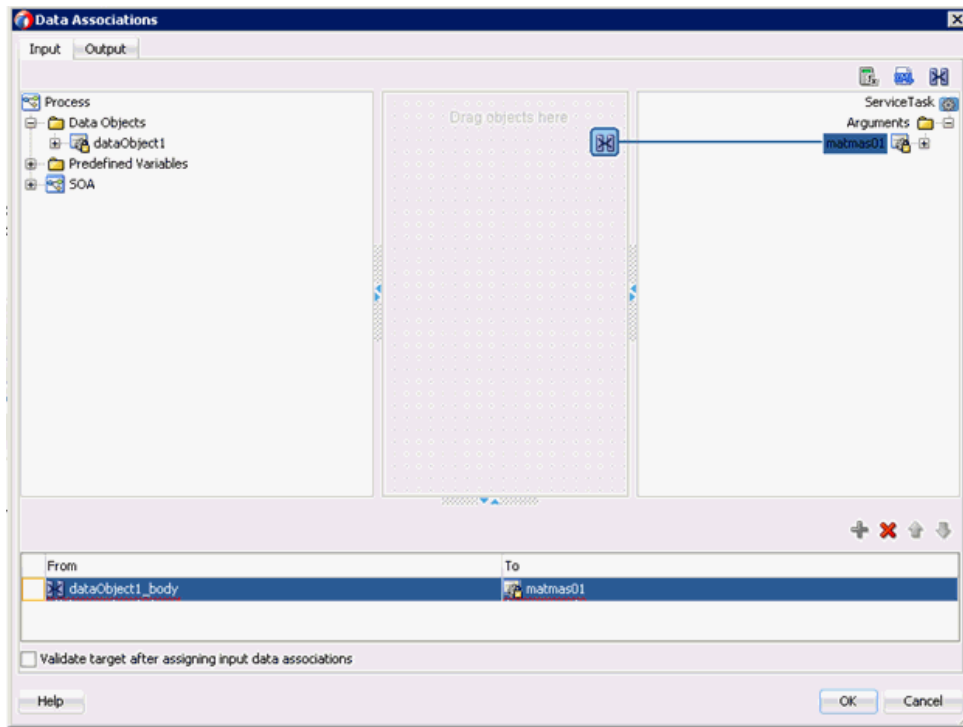 Data Associations
Input Output
Process
Data Objects
dataObject1
Predefined Variables
SOA
Drag objects here
ServiceTask
Arguments
matmas01
From To
dataObject1_body matmas01
Validate target after assigning input data associations
Help OK Cancel